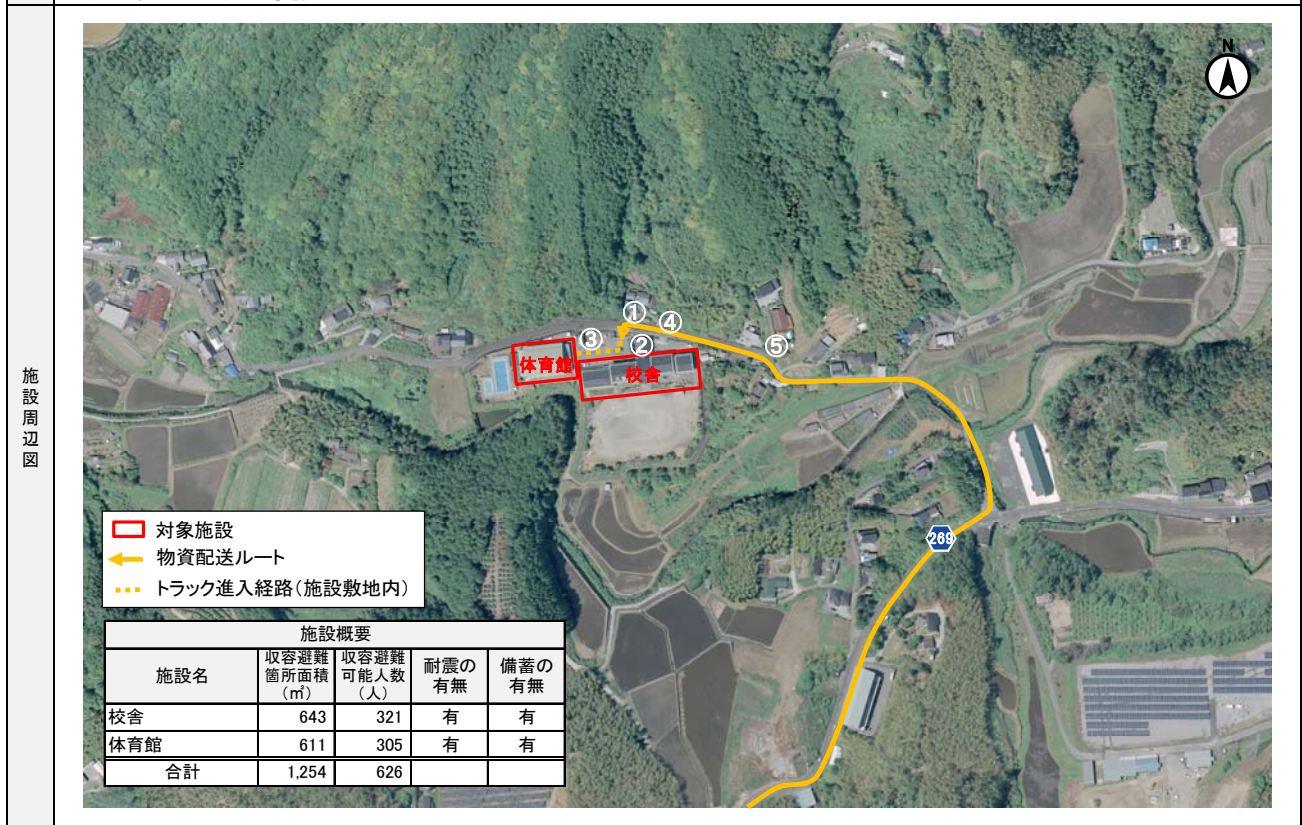 施設周辺図
N
①
④
③
②
⑤
体育館
校舎
269
対象施設
物資配送ルート
トラック進入経路(施設敷地内)
施設概要
施設名 収容避難箇所面積(㎡) 収容避難可能人数(人) 耐震の有無 備蓄の有無
校舎 643 321 有 有
体育館 611 305 有 有
合計 1,254 626